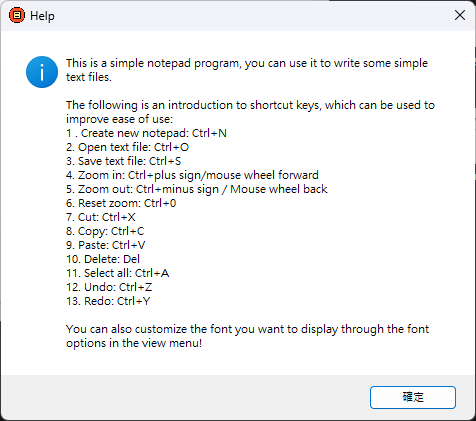 Help
This is a simple notepad program, you can use it to write some simple
text files.
The following is an introduction to shortcut keys, which can be used to
improve ease of use:
1 . Create new notepad: Ctrl+N
2. Open text file: Ctrl+O
3. Save text file: Ctrl+S
4. Zoom in: Ctrl+plus sign/mouse wheel forward
5. Zoom out: Ctrl+minus sign / Mouse wheel back
6. Reset zoom: Ctrl+0
7. Cut: Ctrl+X
8. Copy: Ctrl+C
9. Paste: Ctrl+V
10. Delete: Del
11. Select all: Ctrl+A
12. Undo: Ctrl+Z
13. Redo: Ctrl+Y
You can also customize the font you want to display through the font
options in the view menu!
確定